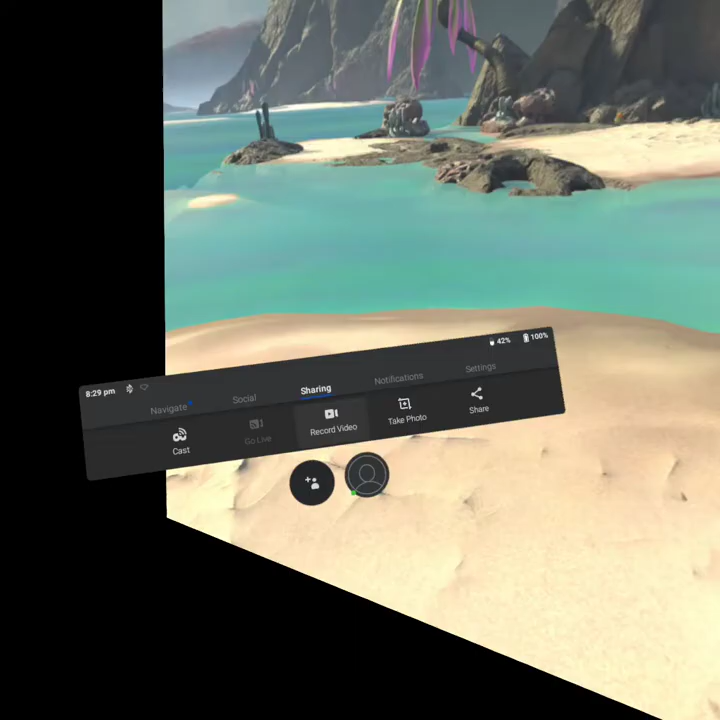 8:29 pm
42%
100%
Navigate
Social
Sharing
Notifications
Settings
Cast
Go Live
Record Video
Take Photo
Share